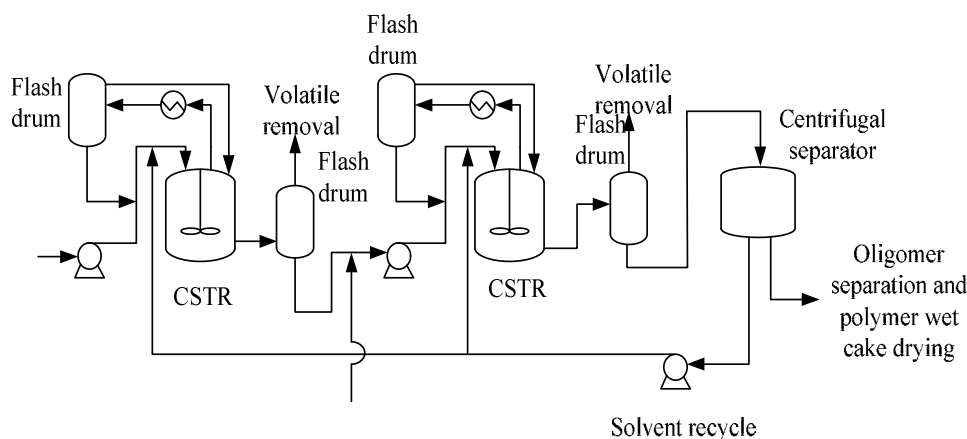 Flash
drum
Flash
drum
Volatile
removal
Flash
drum
CSTR
Volatile
removal
Flash
drum
CSTR
Centrifugal
separator
Oligomer
separation and
polymer wet
cake drying
Solvent recycle